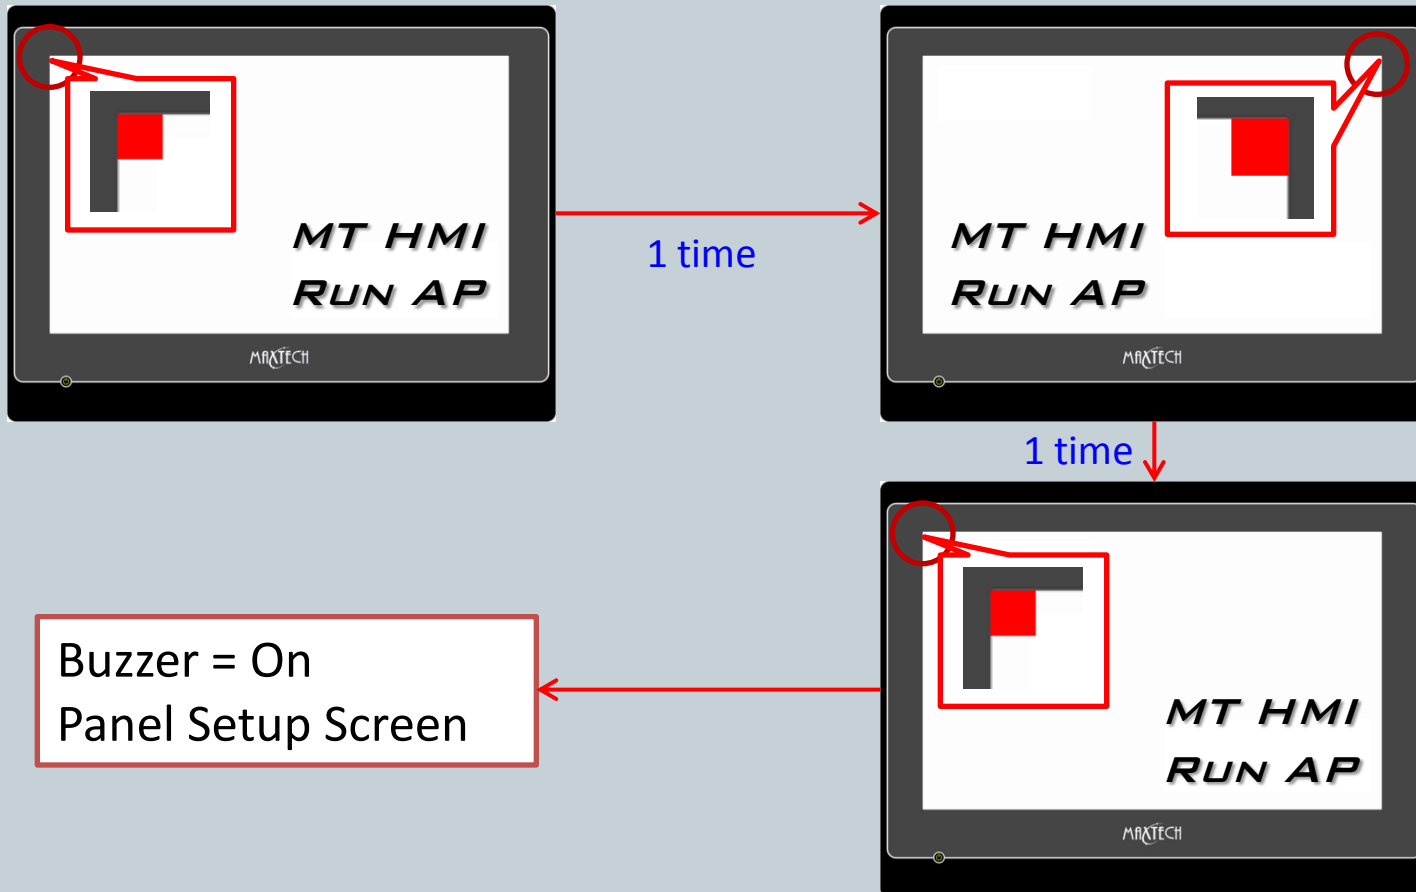 MT HMI
RUN AP
MAXTECH
1 time
MT HMI
RUN AP
MAXTECH
1 time
MT HMI
RUN AP
MAXTECH
Buzzer = On
Panel Setup Screen